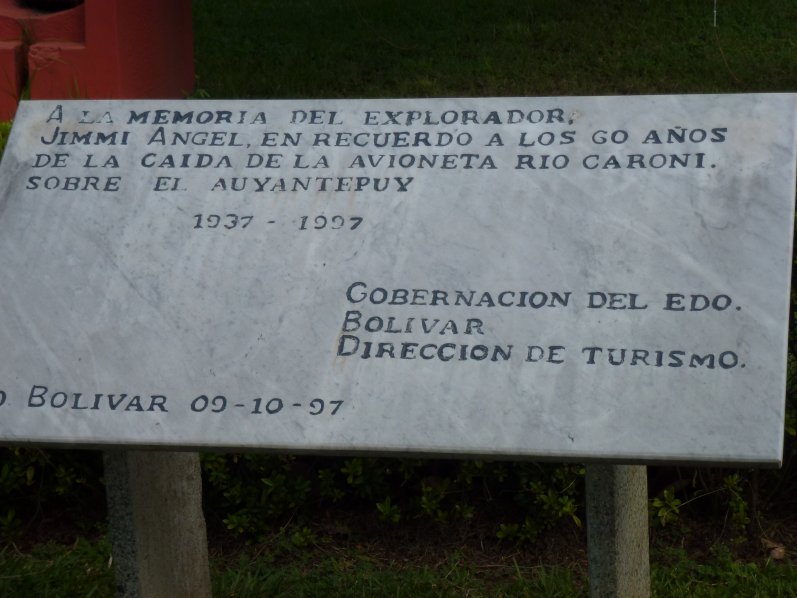 A LA MEMORIA DEL EXPLORADOR,
JIMMI ANGEL, EN RECUERDO A LOS 60 AÑOS
DE LA CAIDA DE LA AVIONETA RIO CARONI.
SOBRE EL AUYANTEPUY
1937 - 1997
GOBERNACION DEL EDO.
BOLIVAR
DIRECCION DE TURISMO.
BOLIVAR 09-10-97